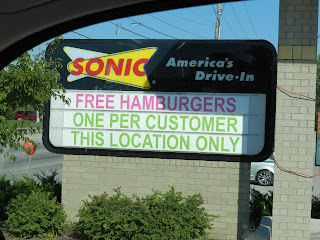 SONIC
America's
Drive-In
FREE HAMBURGERS
ONE PER CUSTOMER
THIS LOCATION ONLY